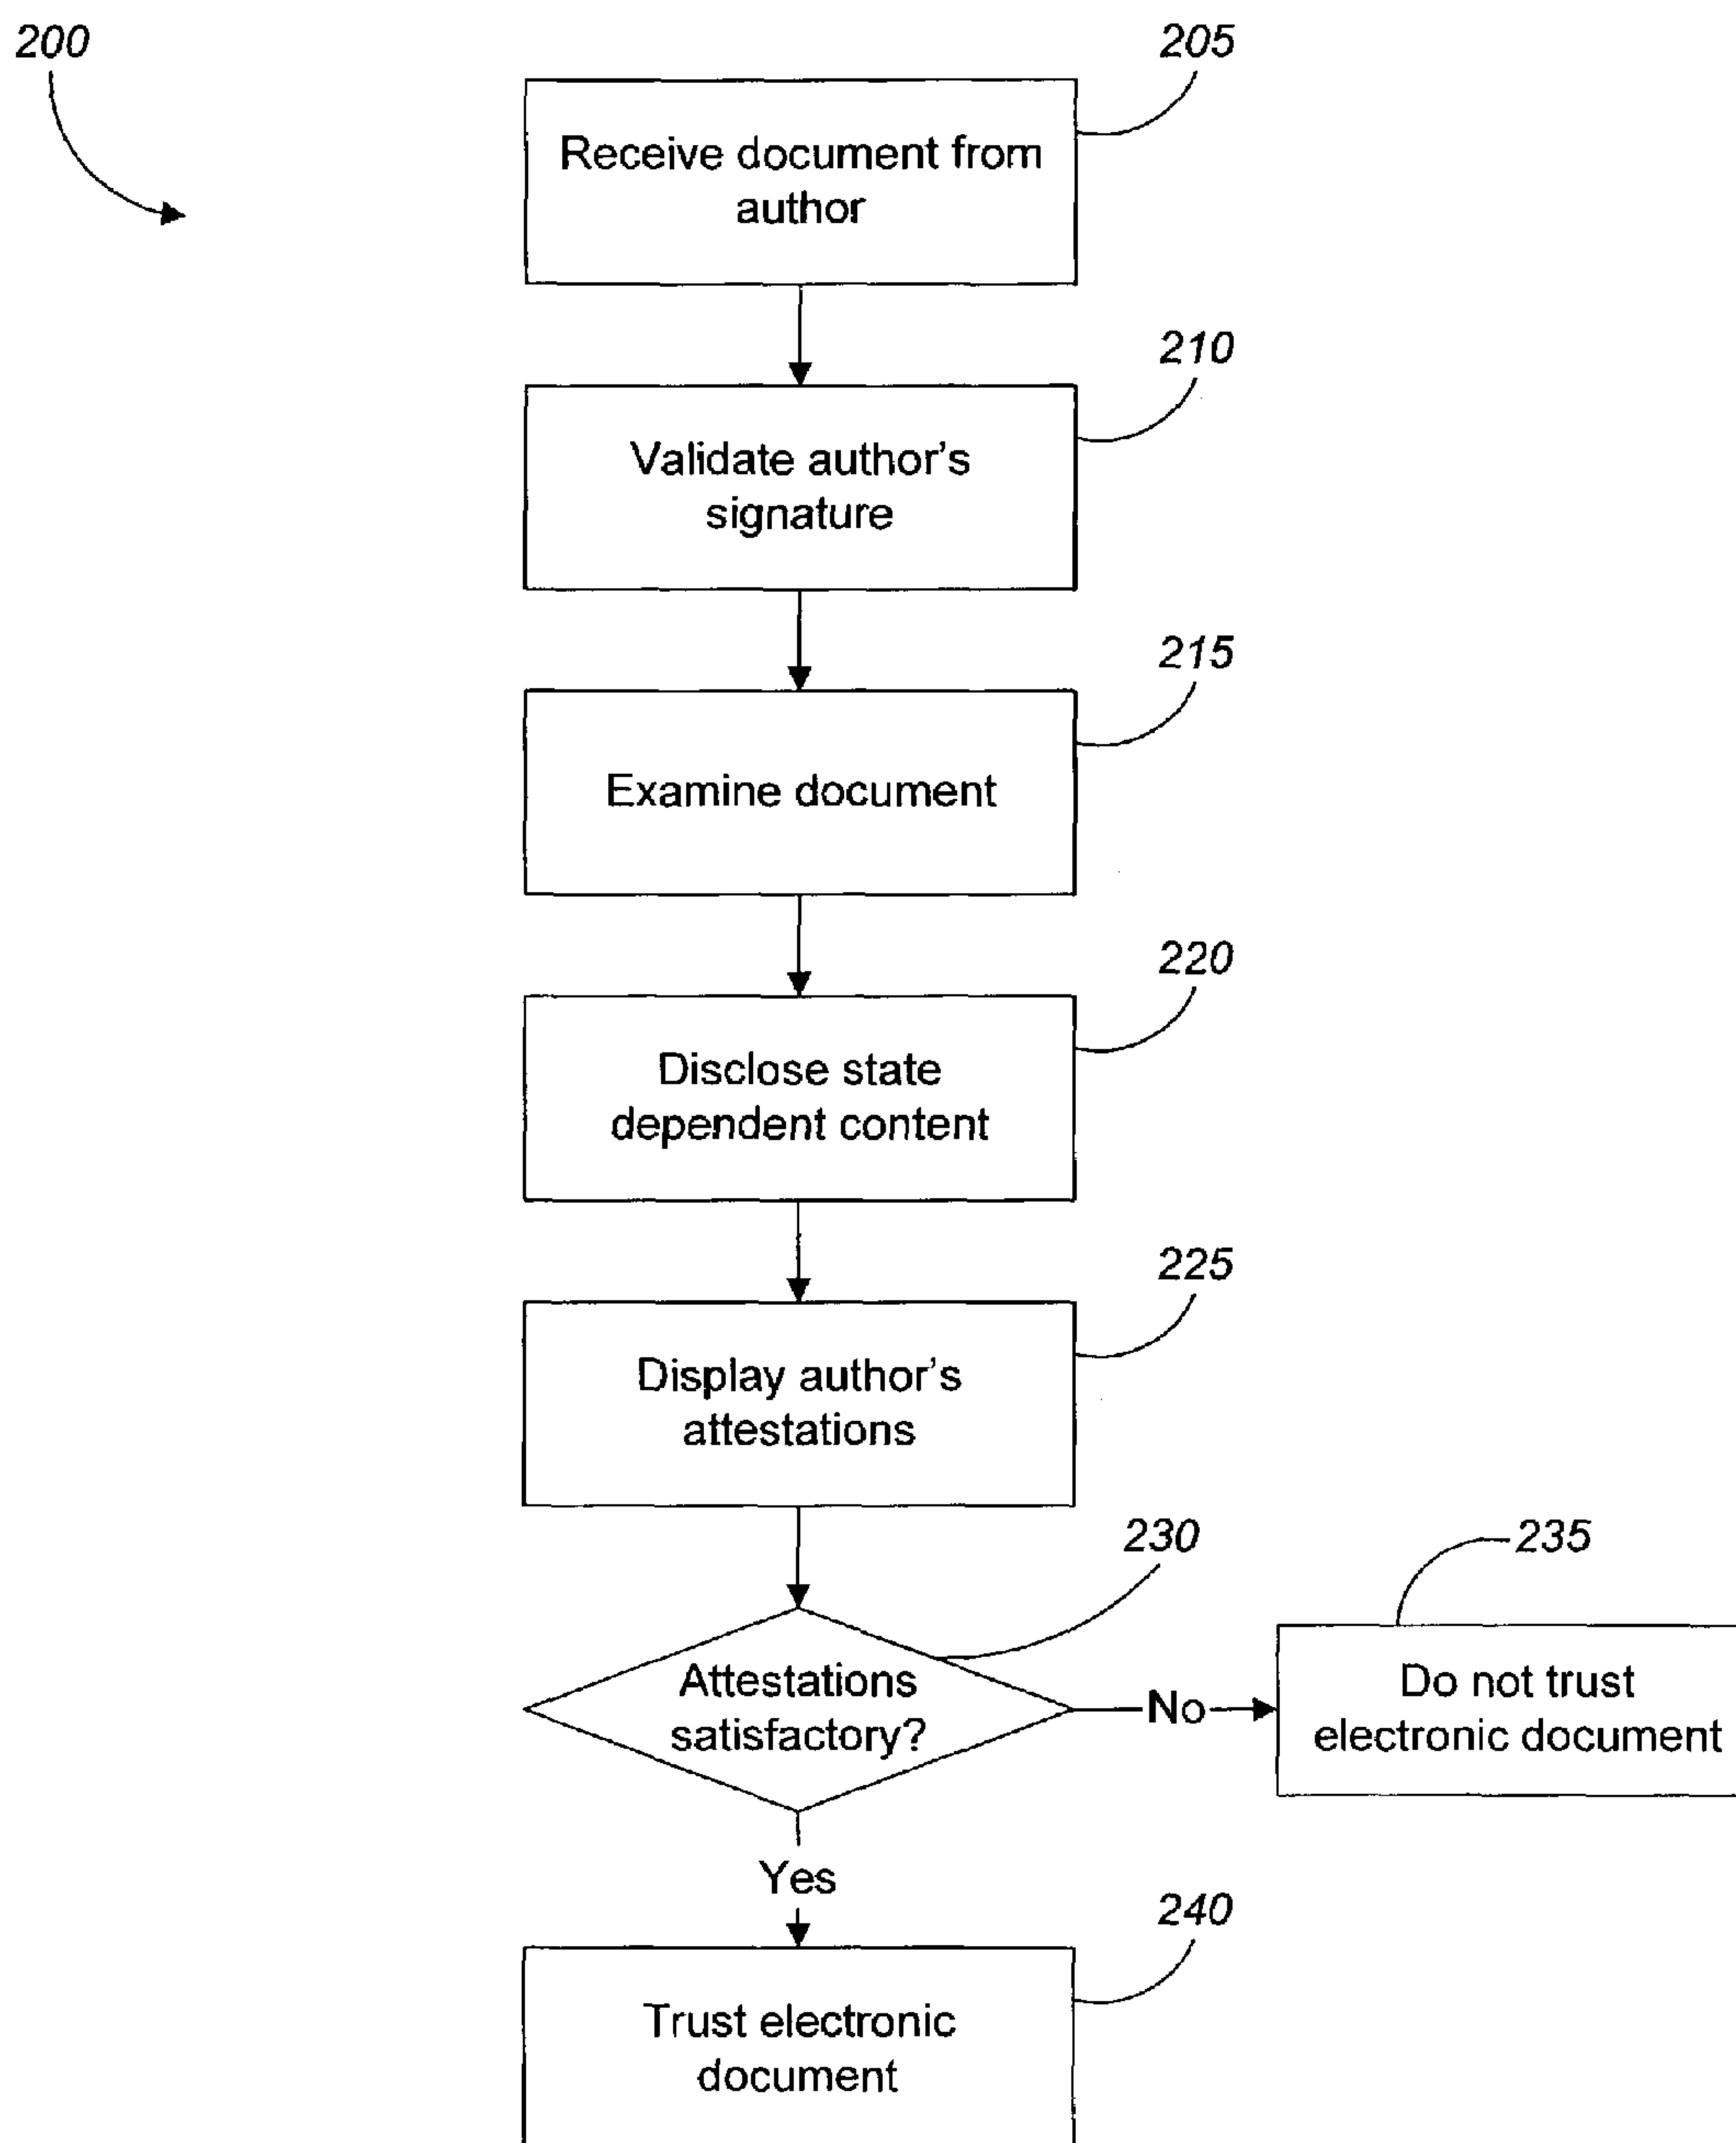 200
205
Receive document from
author
210
Validate author's
signature
215
Examine document
220
Disclose state
dependent content
225
Display author's
attestations
230
235
Attestations
satisfactory?
No
Do not trust
electronic document
Yes
240
Trust electronic
document